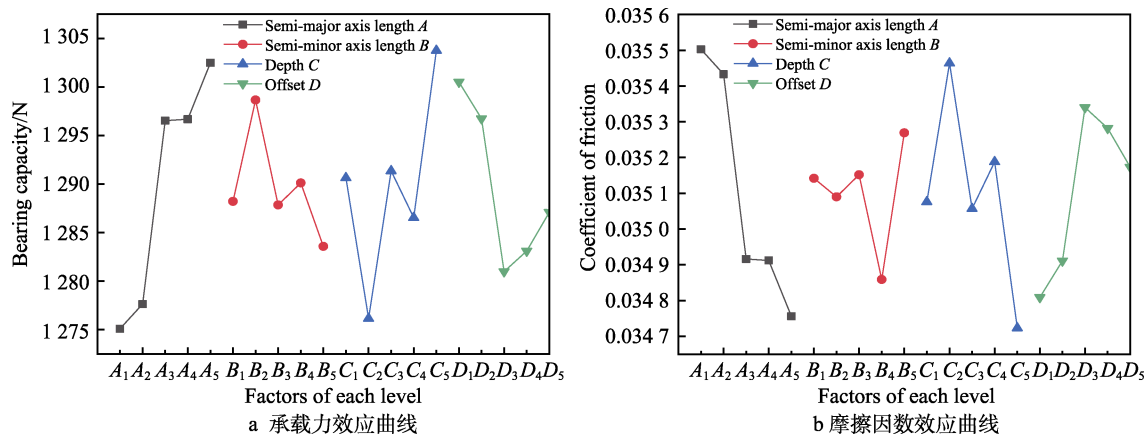 1 305
1 300
1 295
1 290
1 285
1 280
1 275
Bearing capacity/N
Semi-major axis length A
Semi-minor axis length B
Depth C
Offset D
A₁ A₂ A₃ A₄ A₅ B₁ B₂ B₃ B₄ B₅ C₁ C₂ C₃ C₄ C₅ D₁ D₂ D₃ D₄ D₅
Factors of each level
a 承载力效应曲线
0.035 6
0.035 5
0.035 4
0.035 3
0.035 2
0.035 1
0.035 0
0.034 9
0.034 8
0.034 7
Coefficient of friction
Semi-major axis length A
Semi-minor axis length B
Depth C
Offset D
A₁ A₂ A₃ A₄ A₅ B₁ B₂ B₃ B₄ B₅ C₁ C₂ C₃ C₄ C₅ D₁ D₂ D₃ D₄ D₅
Factors of each level
b 摩擦因数效应曲线